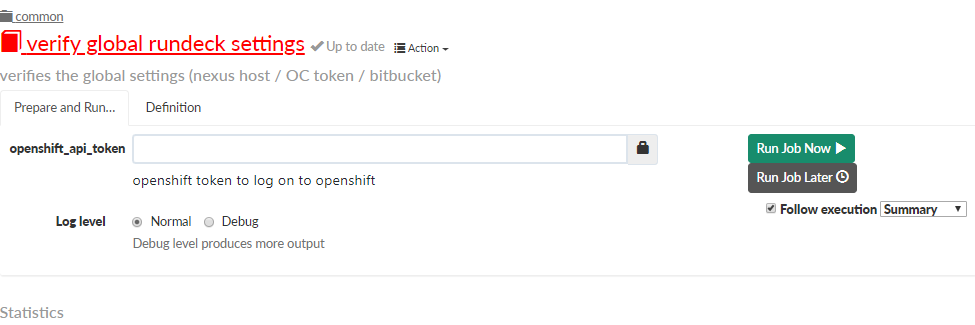 common
verify global rundeck settings Up to date Action
verifies the global settings (nexus host / OC token / bitbucket)
Prepare and Run... Definition
openshift_api_token Run Job Now
openshift token to log on to openshift Run Job Later
Follow execution Summary
Log level Normal Debug
Debug level produces more output
Statistics